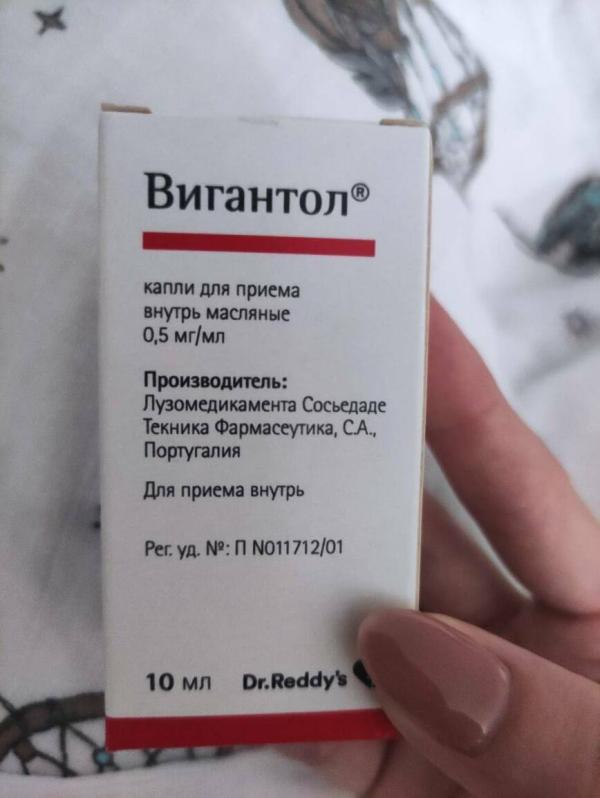 Вигантол®
капли для приема
внутрь масляные
0,5 мг/мл
Производитель:
Лузомедикамента Сосьедаде
Текника Фармасеутика, С.А.,
Португалия
Для приема внутрь
Рег. уд. №: П N011712/01
10 мл Dr.Reddy's